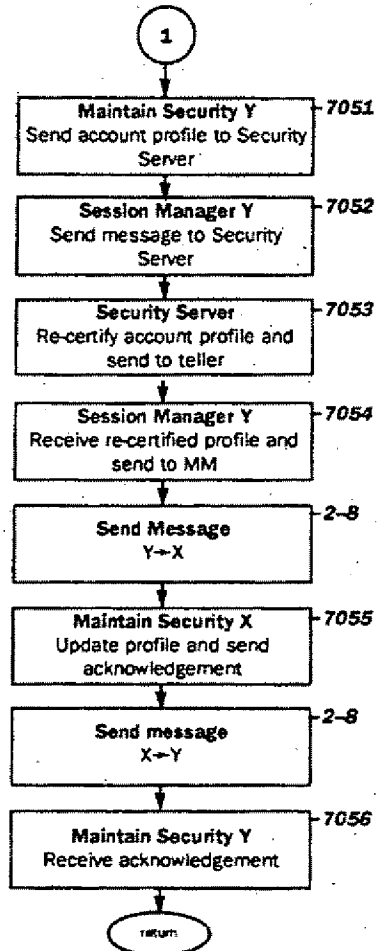 1
Maintain Security Y
Send account profile to Security
Server
7051
Session Manager Y
Send message to Security
Server
7052
Security Server
Re-certify account profile and
send to teller
7053
Session Manager Y
Receive re-certified profile and
send to MM
7054
Send Message
Y→X
2-8
Maintain Security X
Update profile and send
acknowledgement
7055
Send message
X→Y
2-8
Maintain Security Y
Receive acknowledgement
7056
return